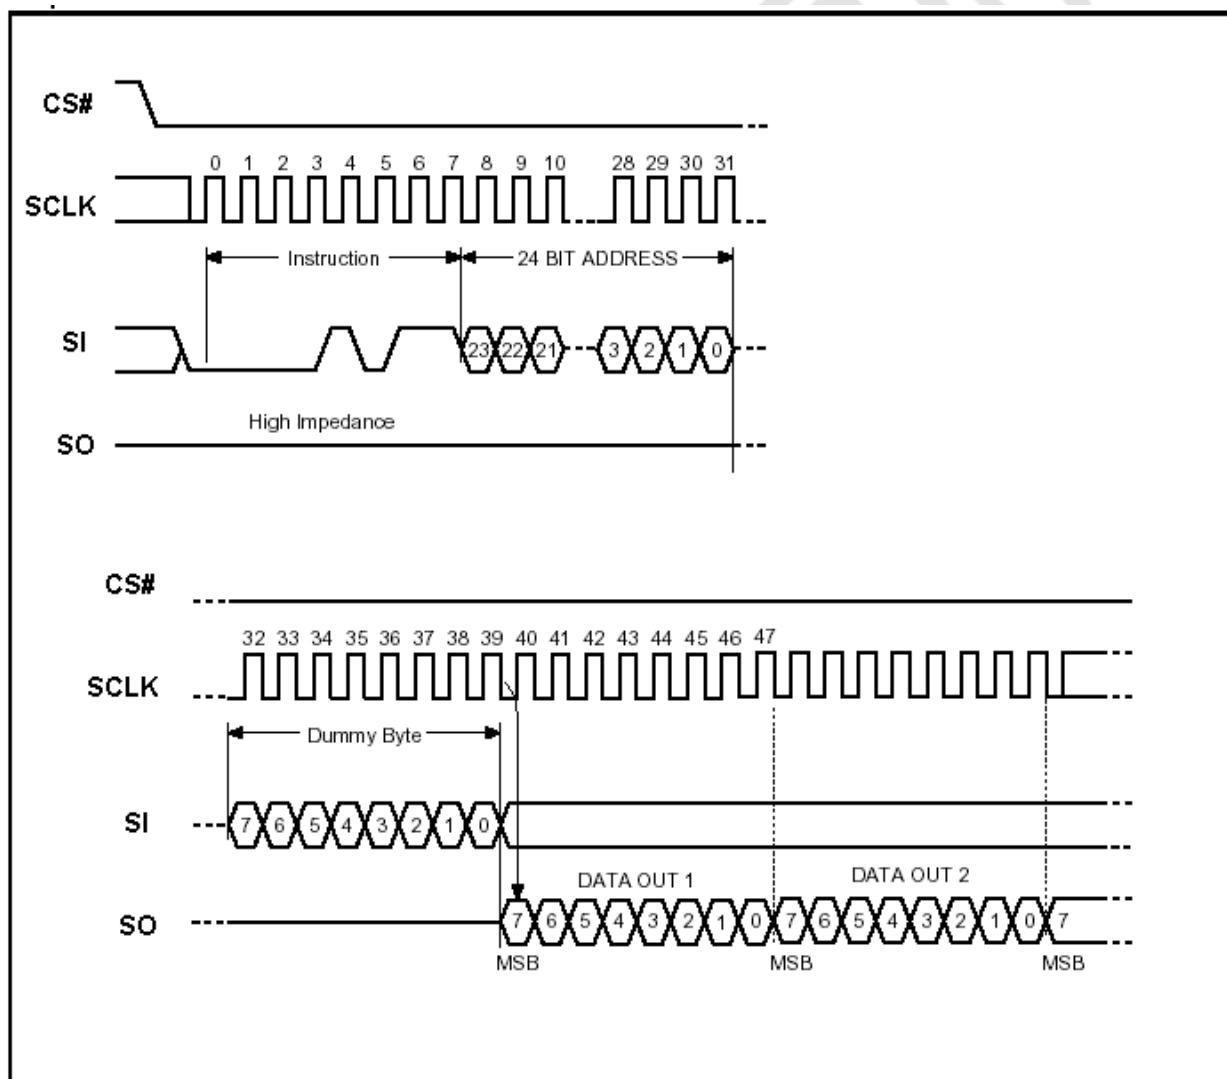 CS#
0 1 2 3 4 5 6 7 8 9 10 28 29 30 31
SCLK
Instruction 24 BIT ADDRESS
SI 23 22 21 3 2 1 0
High Impedance
SO
CS#
32 33 34 35 36 37 38 39 40 41 42 43 44 45 46 47
SCLK
Dummy Byte
SI 7 6 5 4 3 2 1 0
DATA OUT 1 DATA OUT 2
SO 7 6 5 4 3 2 1 0 7 6 5 4 3 2 1 0 7
MSB MSB MSB